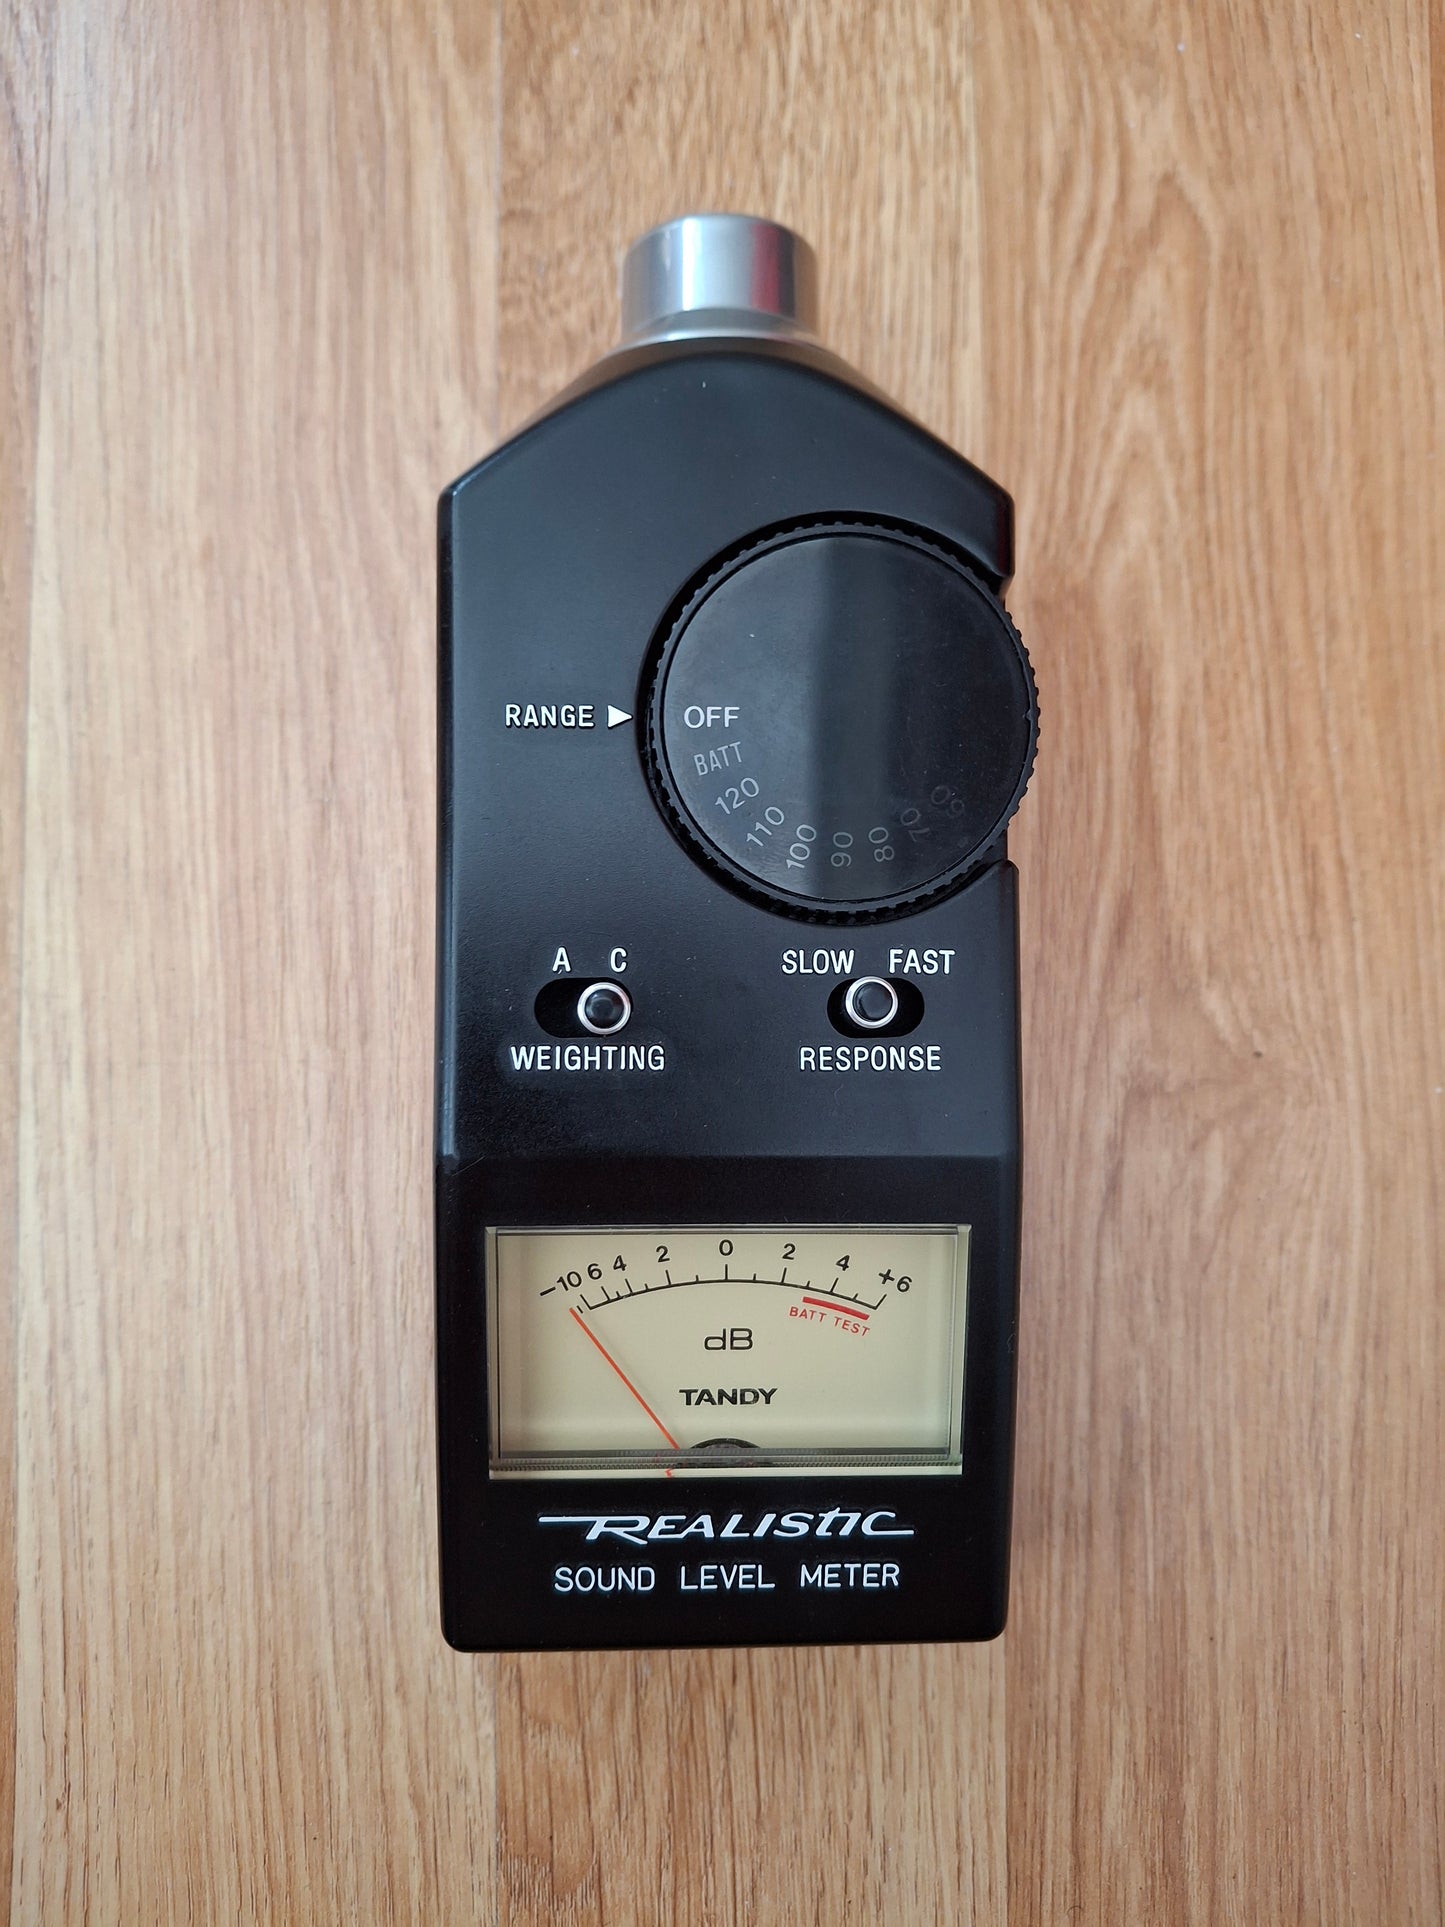 RANGE ▶ OFF
BATT
120
110
100
90
80
70
60
A C
WEIGHTING
SLOW FAST
RESPONSE
-10 6 4 2 0 2 4 +6
BATT TEST
dB
TANDY
REALISTIC
SOUND LEVEL METER